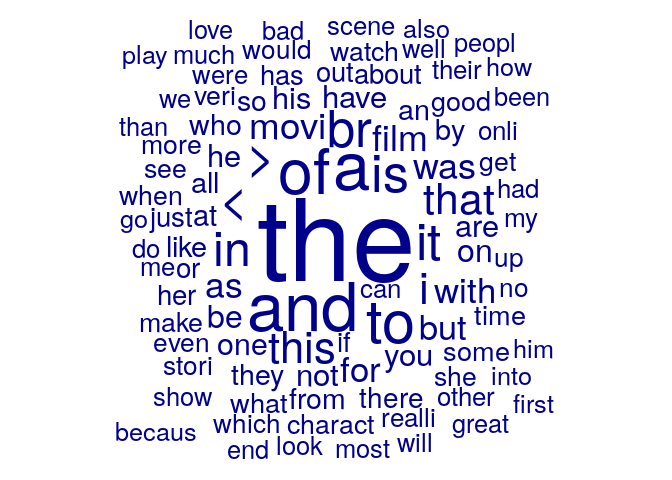 love bad scene also
play much would watch well peopl
were has out about their how
we veri so his have an good been
than who movi br film by onli
more he > of a is was get
see all < that had
when go just at the it are my
do like in on up
me or her as and can i with no
make be to but time
even one this if you some him
stori they not for she into
show what from there other first
becaus which charact realli great
end look most will